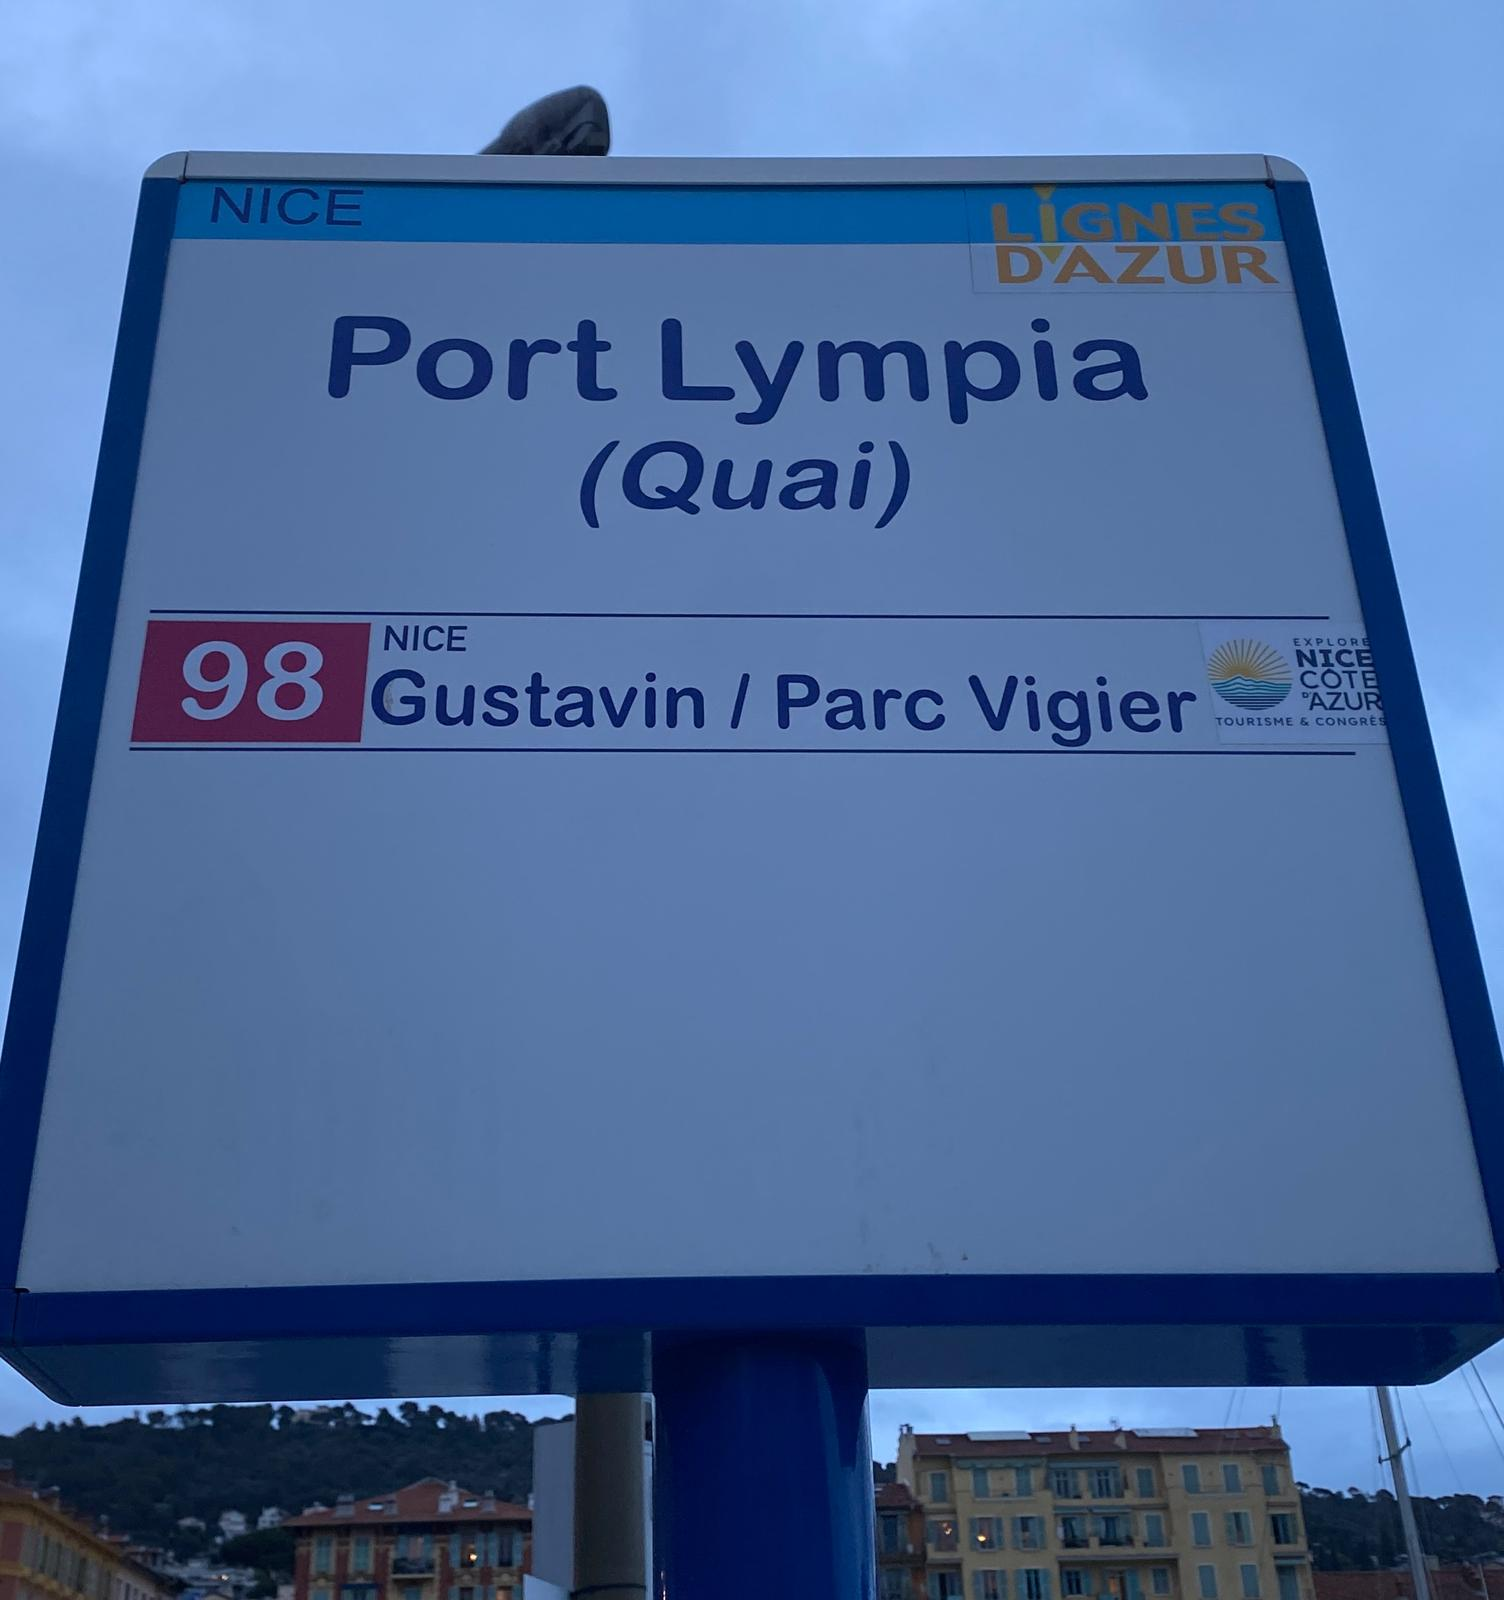 NICE
LiGNES
D'AZUR
Port Lympia
(Quai)
98
NICE
Gustavin / Parc Vigier
EXPLORE
NICE
CÔTE
D'AZUR
TOURISME & CONGRÈS